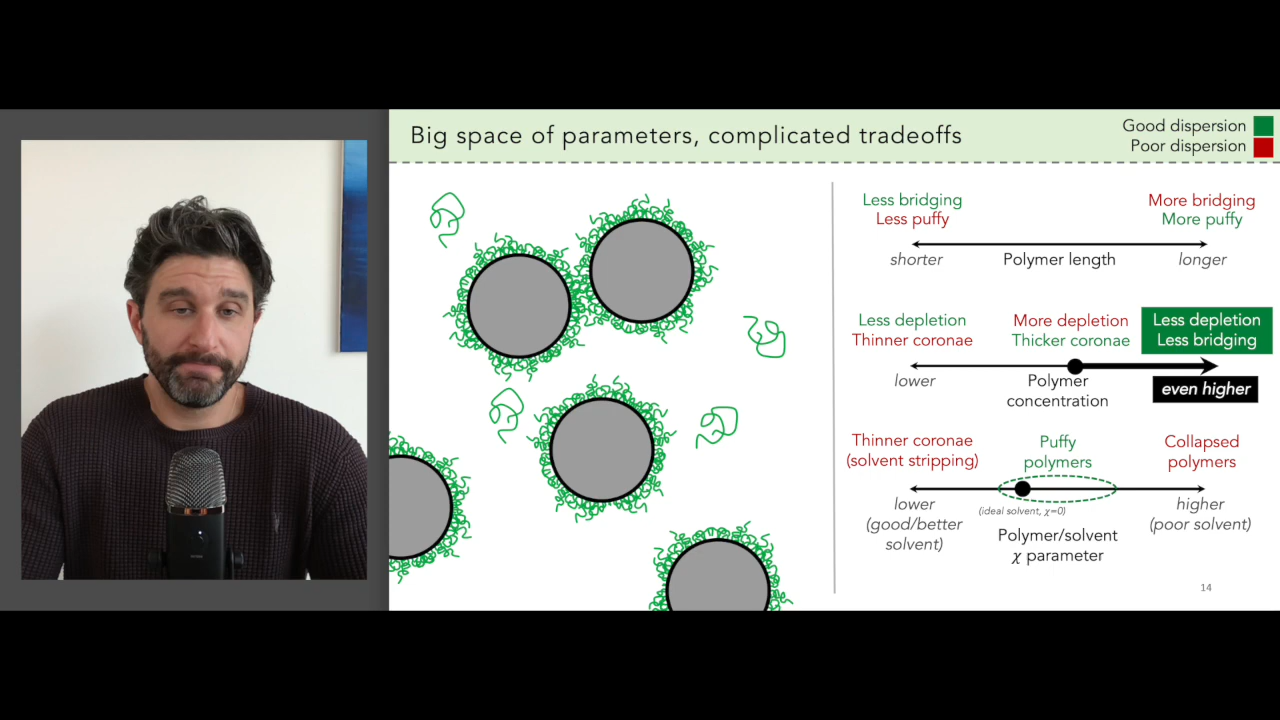 Big space of parameters, complicated tradeoffs
Good dispersion
Poor dispersion
Less bridging
Less puffy
More bridging
More puffy
shorter
Polymer length
longer
Less depletion
Thinner coronae
More depletion
Thicker coronae
Less depletion
Less bridging
lower
Polymer
concentration
even higher
Thinner coronae
(solvent stripping)
Puffy
polymers
Collapsed
polymers
lower
(good/better
solvent)
(ideal solvent, χ=0)
Polymer/solvent
χ parameter
higher
(poor solvent)
14